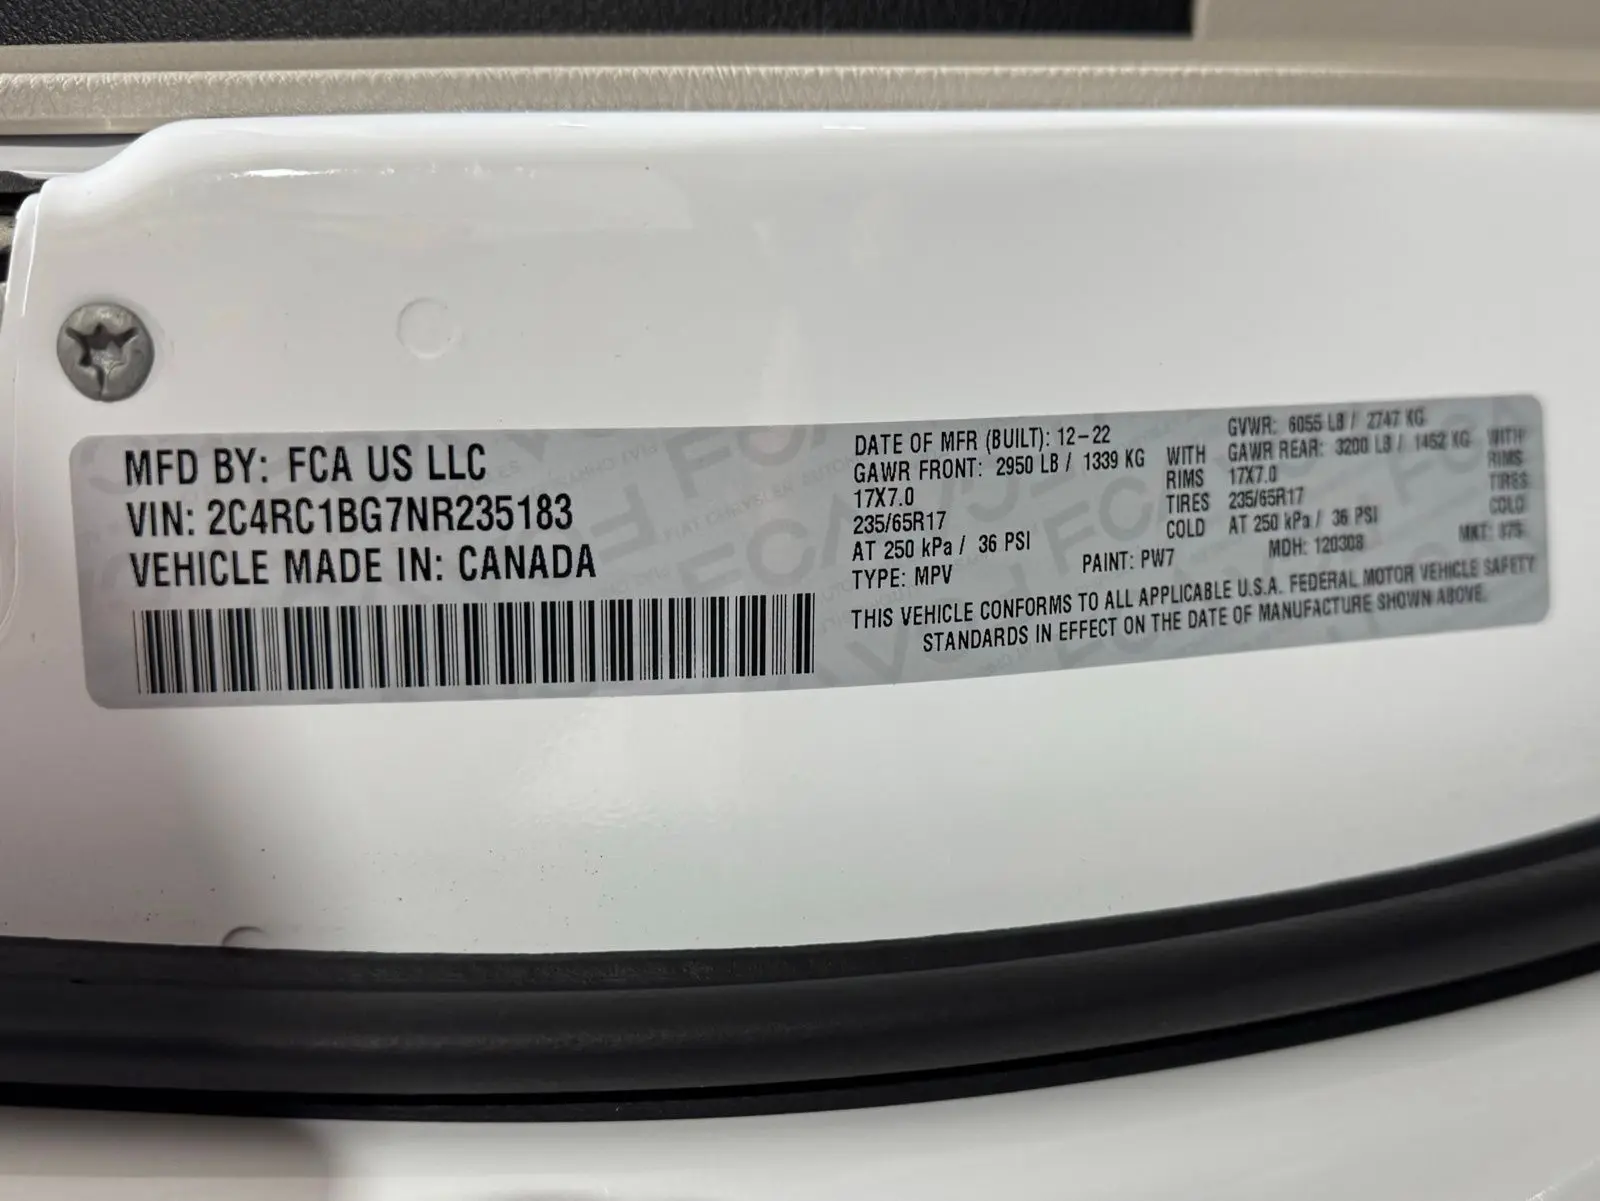 MFD BY: FCA US LLC
VIN: 2C4RC1BG7NR235183
VEHICLE MADE IN: CANADA
DATE OF MFR (BUILT): 12-22
GAWR FRONT: 2950 LB / 1339 KG WITH
17X7.0 RIMS
235/65R17 TIRES
AT 250 kPa / 36 PSI COLD
TYPE: MPV
PAINT: PW7
GVWR: 6055 LB / 2747 KG
GAWR REAR: 3200 LB / 1452 KG WITH
17X7.0 RIMS
235/65R17 TIRES
AT 250 kPa / 36 PSI COLD
MDH: 120308
MKT:
THIS VEHICLE CONFORMS TO ALL APPLICABLE U.S.A. FEDERAL MOTOR VEHICLE SAFETY
STANDARDS IN EFFECT ON THE DATE OF MANUFACTURE SHOWN ABOVE.